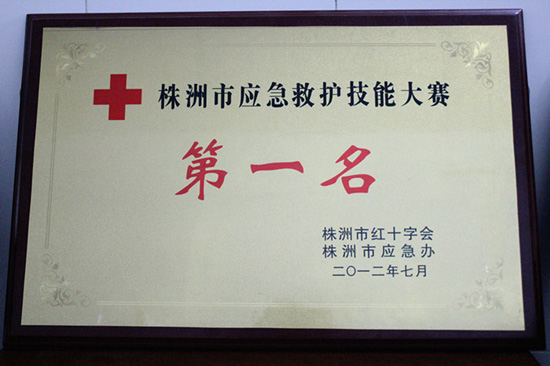 株洲市应急救护技能大赛
第一名
株洲市红十字会
株洲市应急办
二〇一二年七月